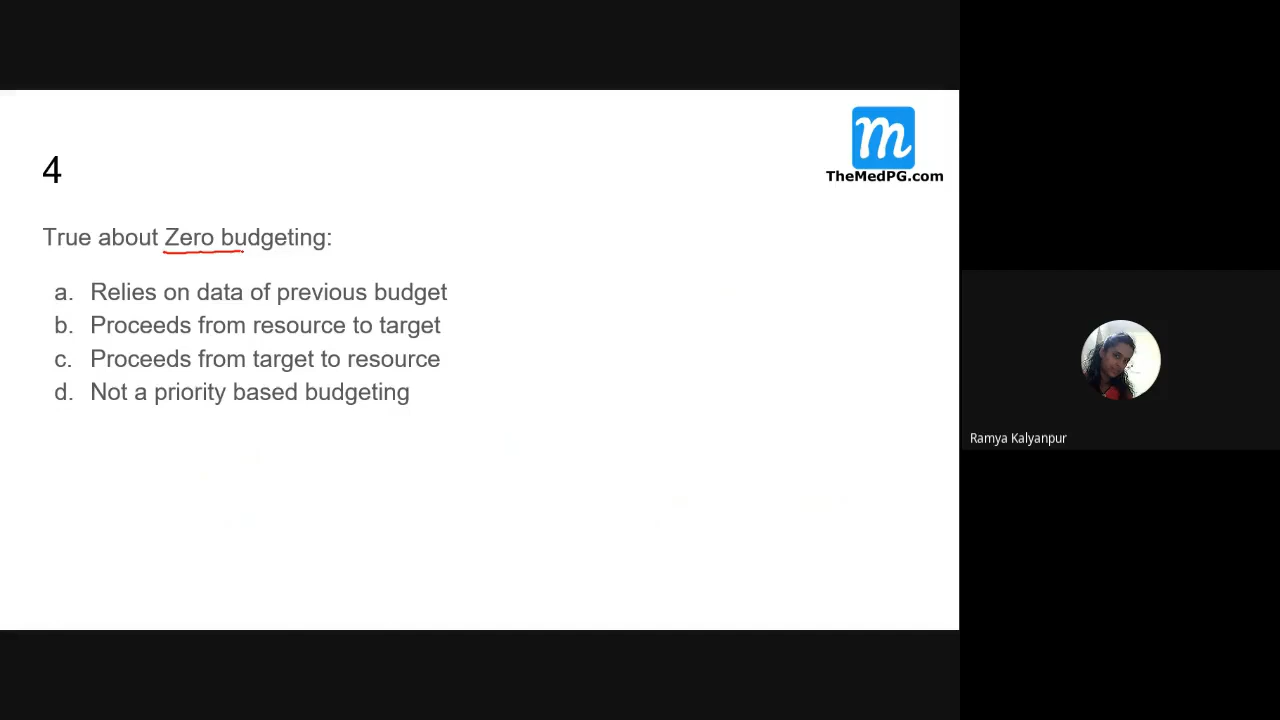 m
TheMedPG.com
4
True about Zero budgeting:
a. Relies on data of previous budget
b. Proceeds from resource to target
c. Proceeds from target to resource
d. Not a priority based budgeting
Ramya Kalyanpur